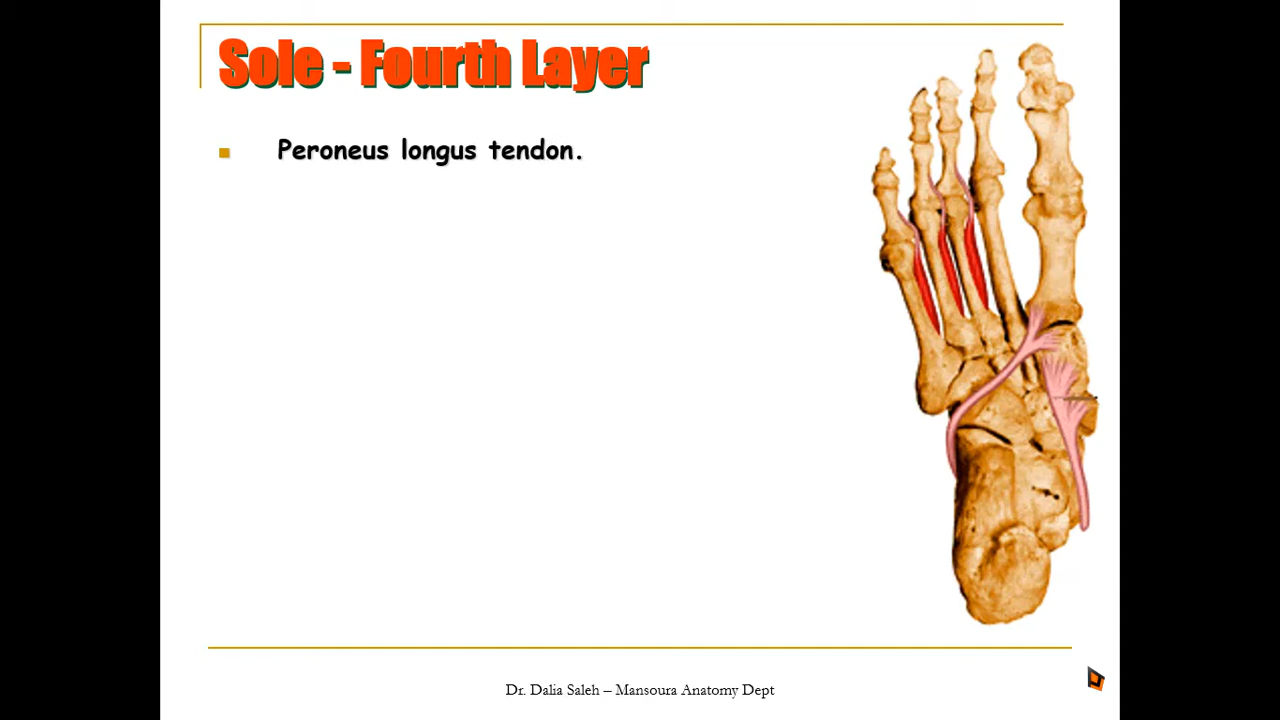 Sole - Fourth Layer
Peroneus longus tendon.
Dr. Dalia Saleh – Mansoura Anatomy Dept